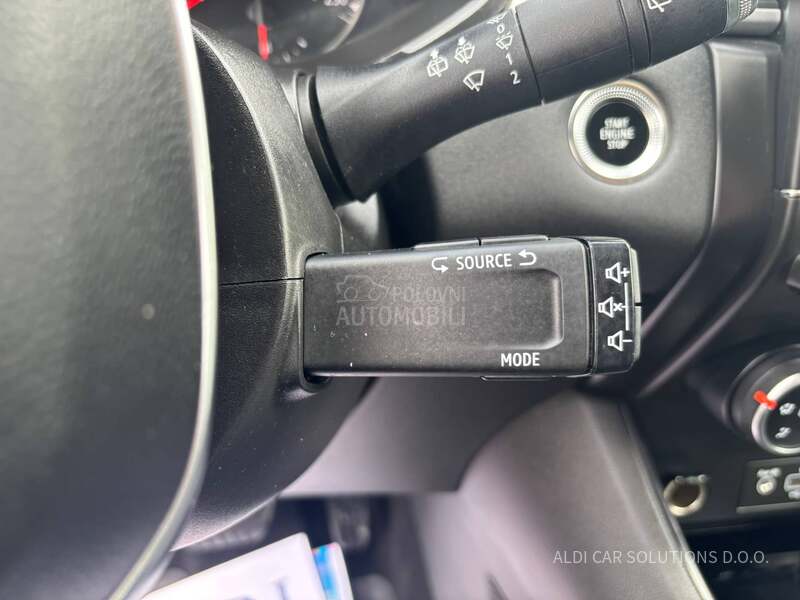 0
1
2
START
ENGINE
STOP
SOURCE
POLOVNI
AUTOMOBILI
MODE
ALDI CAR SOLUTIONS D.O.O.